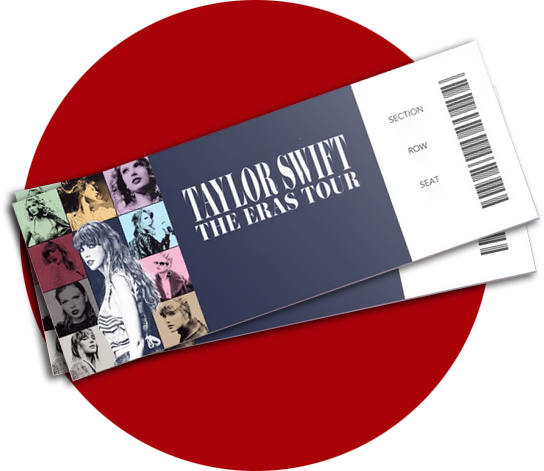 TAYLOR SWIFT
THE ERAS TOUR
SECTION
ROW
SEAT